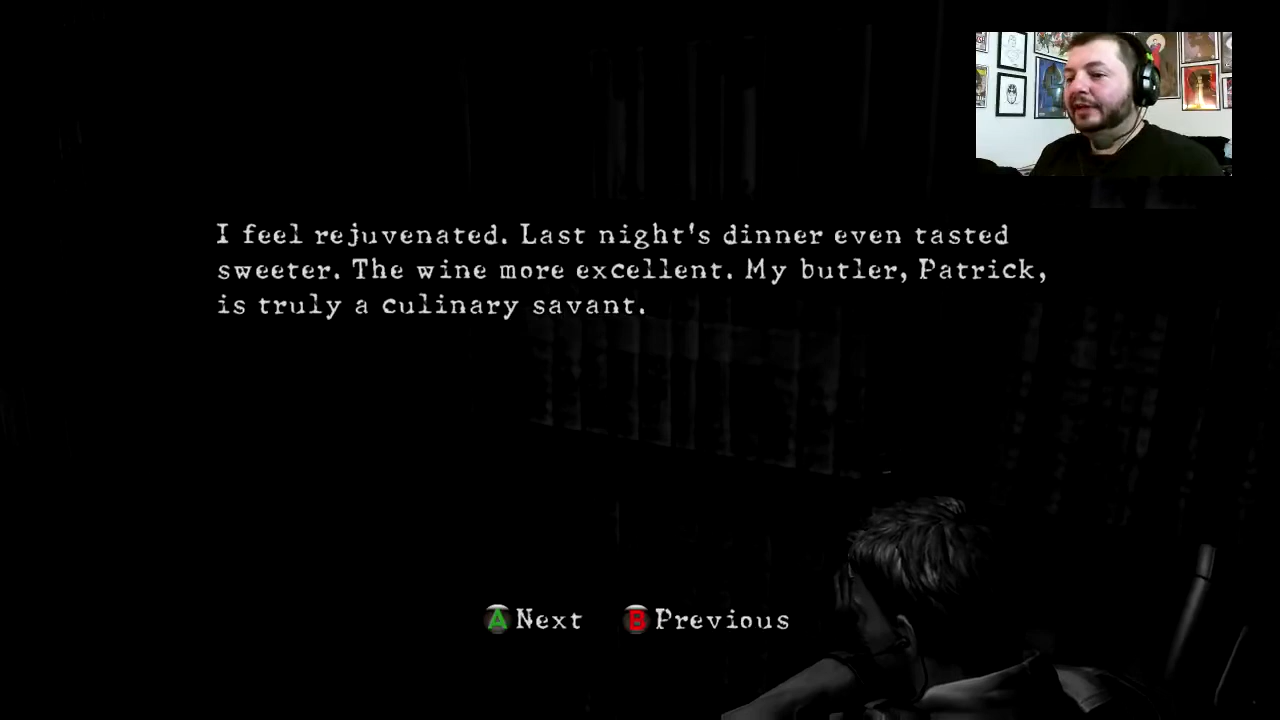 I feel rejuvenated. Last night's dinner even tasted
sweeter. The wine more excellent. My butler, Patrick,
is truly a culinary savant.
A Next B Previous